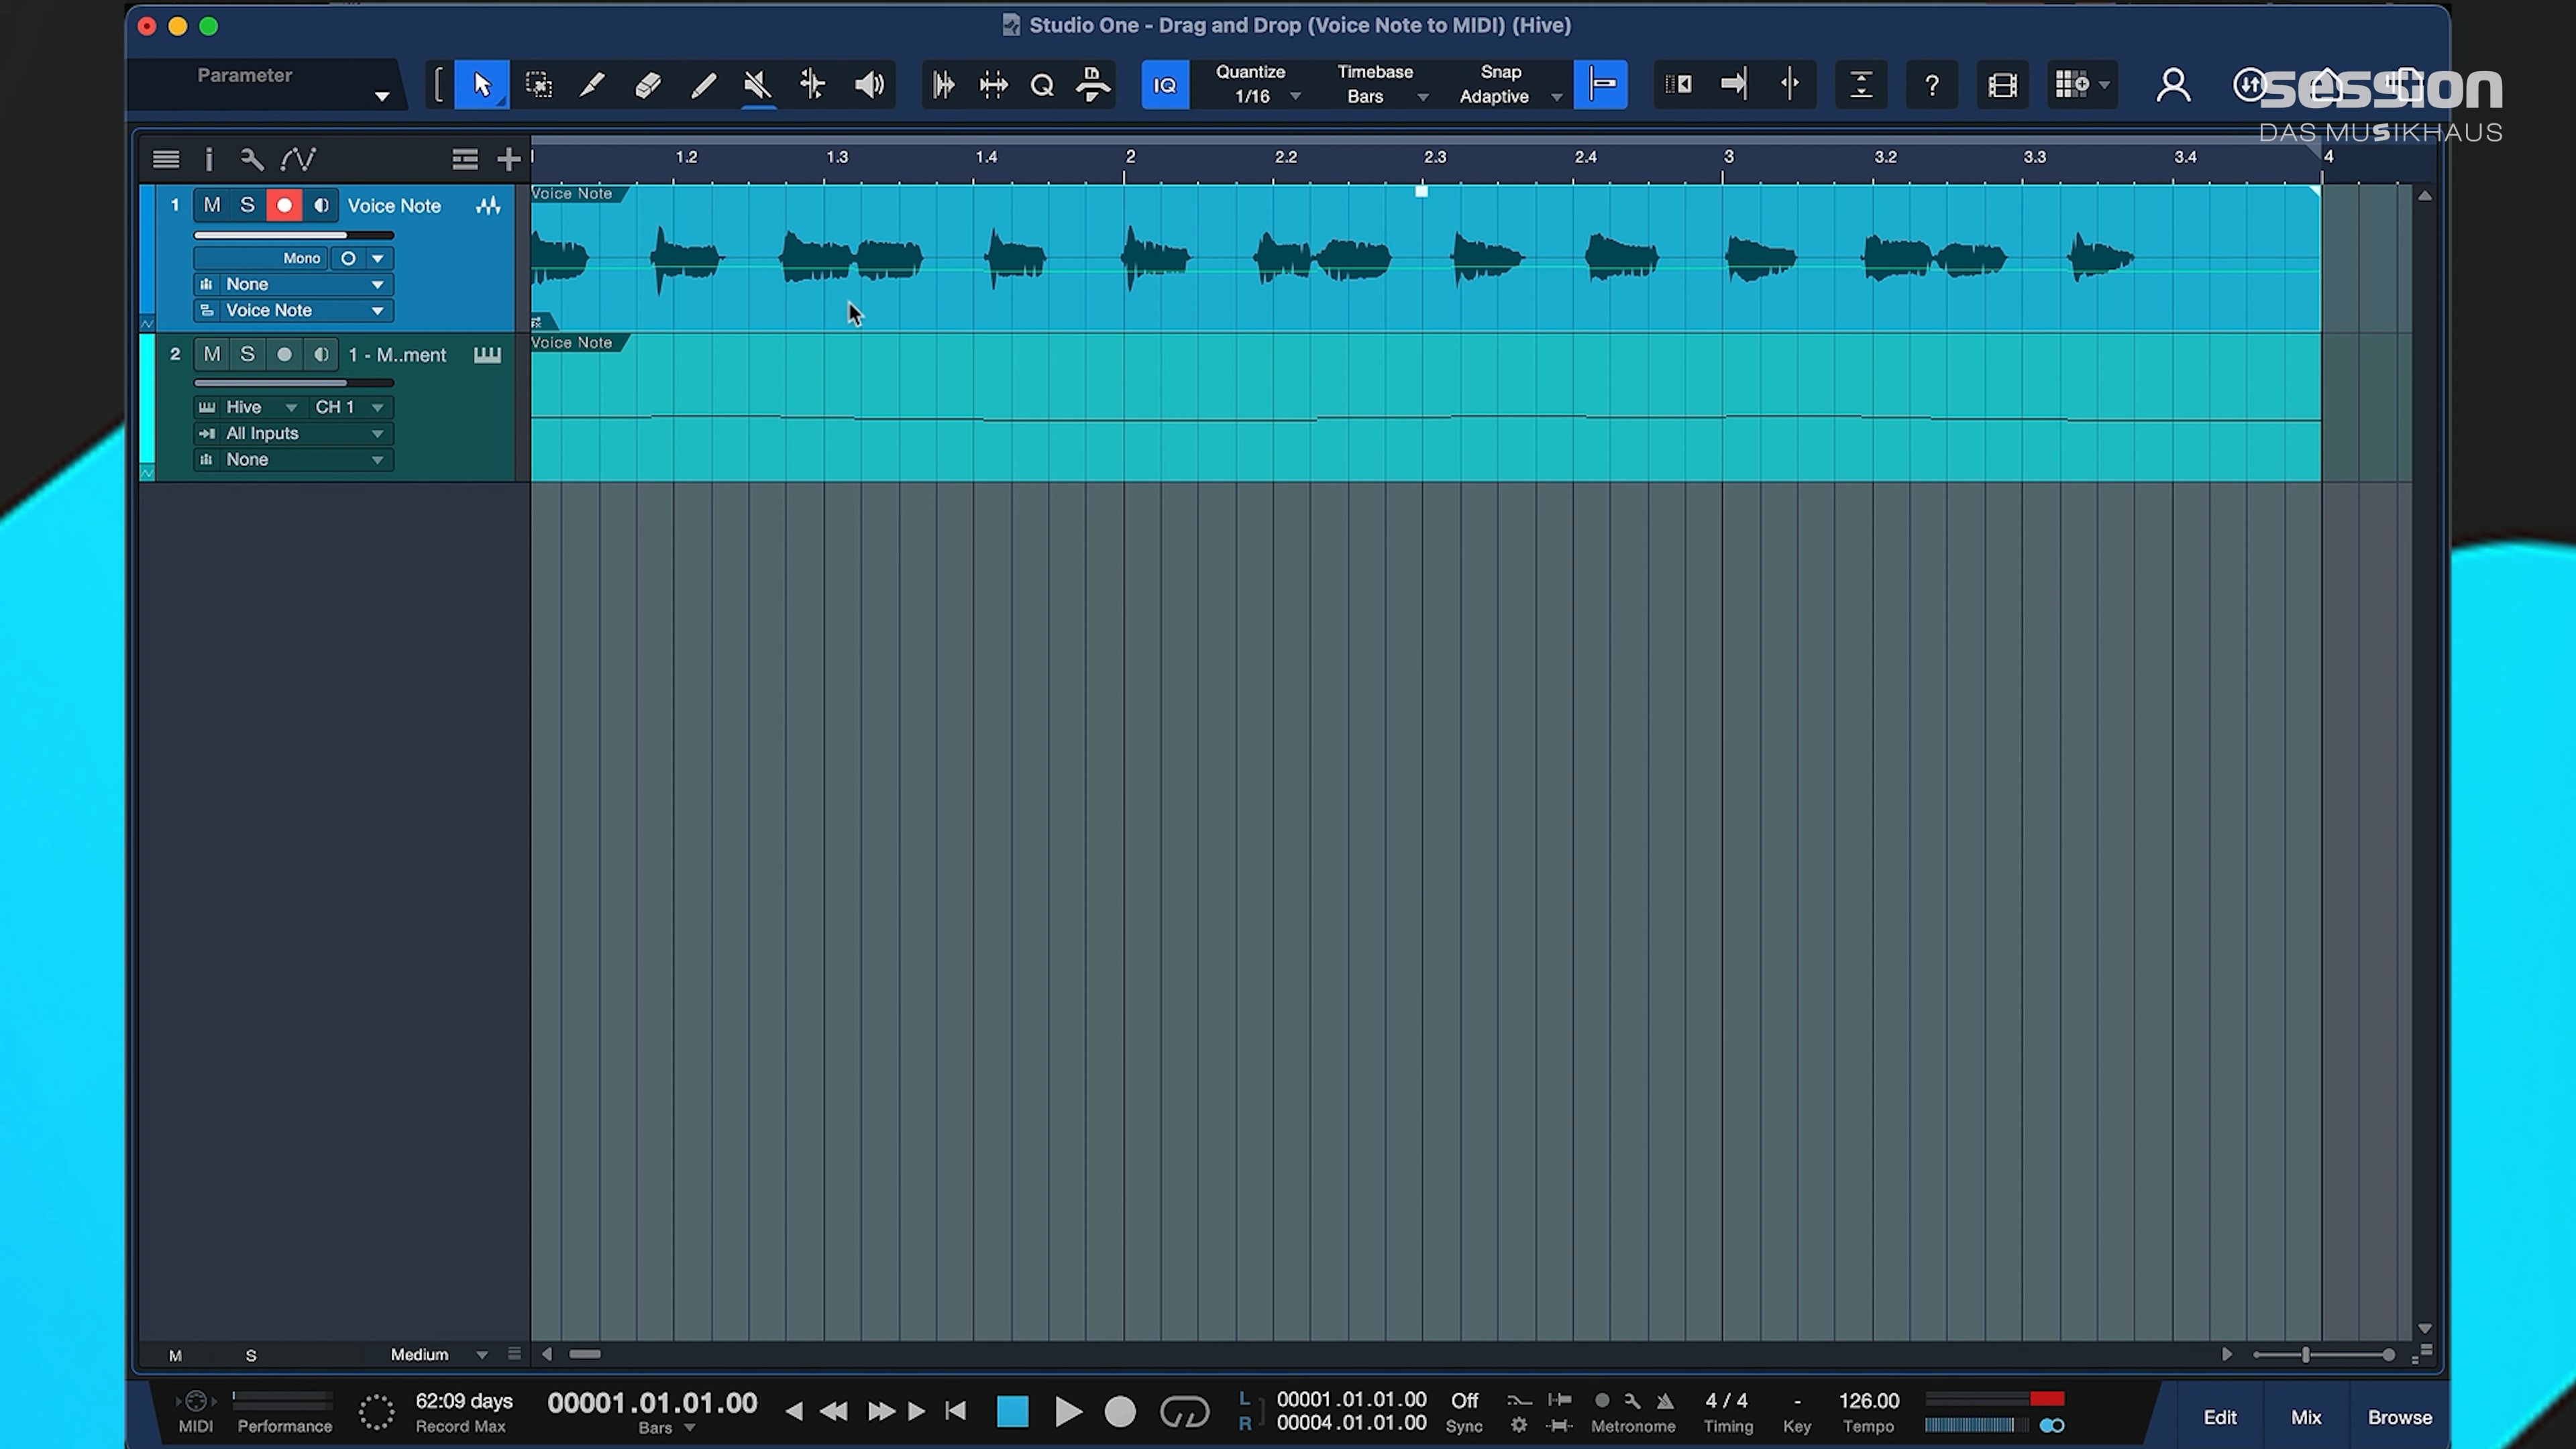 Studio One - Drag and Drop (Voice Note to MIDI) (Hive)
Parameter
IQ
Quantize
1/16
Timebase
Bars
Snap
Adaptive
?
session
DAS MUSIKHAUS
1.2 1.3 1.4 2 2.2 2.3 2.4 3 3.2 3.3 3.4 4
1 M S Voice Note
Mono
None
Voice Note
Voice Note
2 M S 1 - M..ment
Hive CH 1
All Inputs
None
Voice Note
M S Medium
MIDI
Performance
62:09 days
Record Max
00001.01.01.00
Bars
L 00001.01.01.00
R 00004.01.01.00
Off
Sync
Metronome
4 / 4
Timing
-
Key
126.00
Tempo
Edit Mix Browse